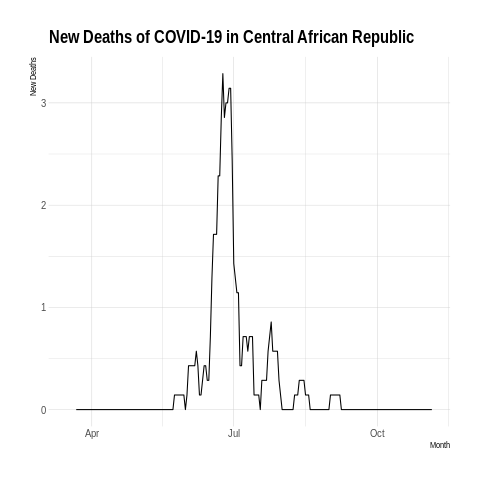 New Deaths of COVID-19 in Central African Republic
New Deaths
3
2
1
0
Apr Jul Oct
Month